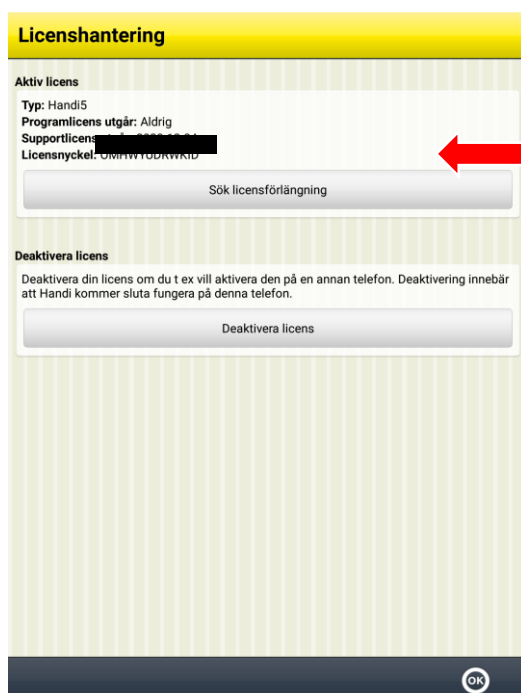 Licenshantering
Aktiv licens
Typ: Handi5
Programlicens utgår: Aldrig
Supportlicens
Licensnyckel:
Sök licensförlängning
Deaktivera licens
Deaktivera din licens om du t ex vill aktivera den på en annan telefon. Deaktivering innebär
att Handi kommer sluta fungera på denna telefon.
Deaktivera licens
OK